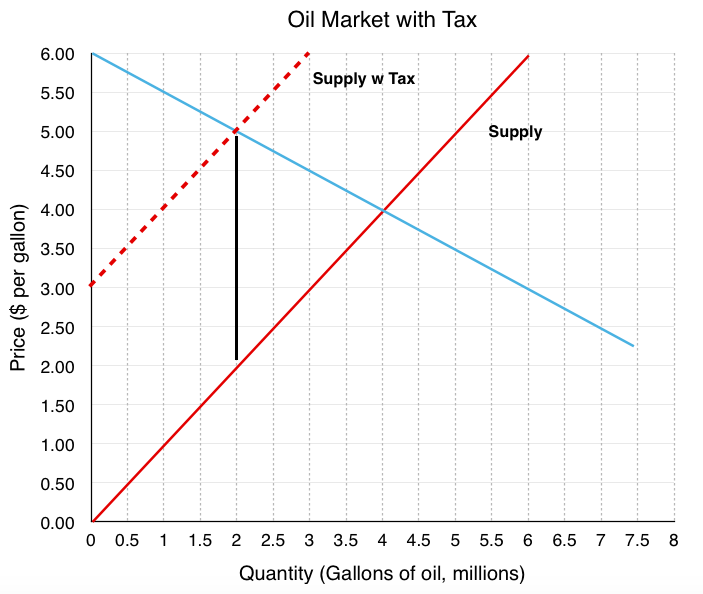 Oil Market with Tax
6.00
5.50
5.00
4.50
4.00
3.50
3.00
2.50
2.00
1.50
1.00
0.50
0.00
Price ($ per gallon)
Supply w Tax
Supply
0 0.5 1 1.5 2 2.5 3 3.5 4 4.5 5 5.5 6 6.5 7 7.5 8
Quantity (Gallons of oil, millions)